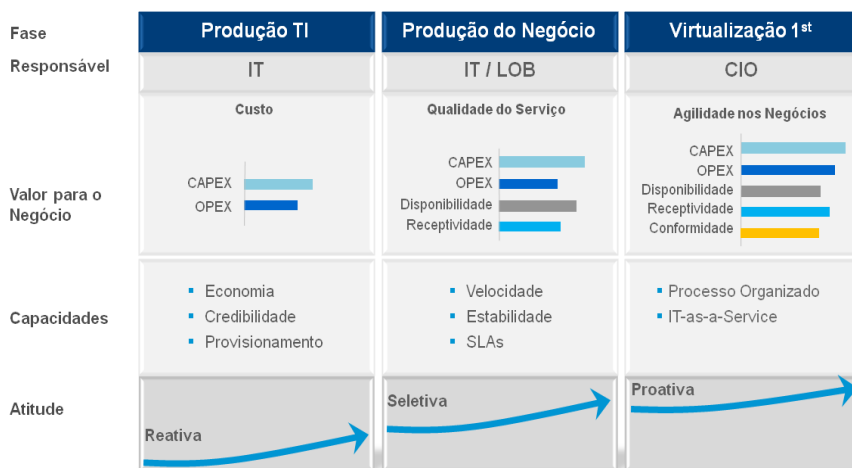 Fase
Produção TI
Produção do Negócio
Virtualização 1st
Responsável
IT
IT / LOB
CIO
Valor para o
Negócio
Custo
CAPEX
OPEX
Qualidade do Serviço
CAPEX
OPEX
Disponibilidade
Receptividade
Agilidade nos Negócios
CAPEX
OPEX
Disponibilidade
Receptividade
Conformidade
Capacidades
Economia
Credibilidade
Provisionamento
Velocidade
Estabilidade
SLAs
Processo Organizado
IT-as-a-Service
Atitude
Reativa
Seletiva
Proativa